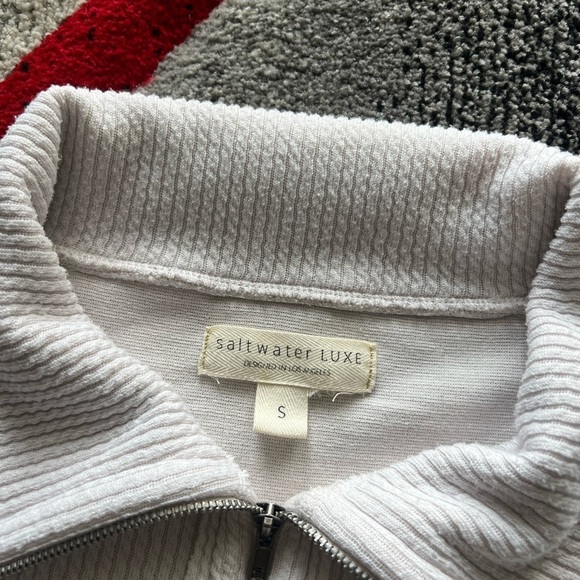 saltwater LUXE
DESIGNED IN LOS ANGELES
S